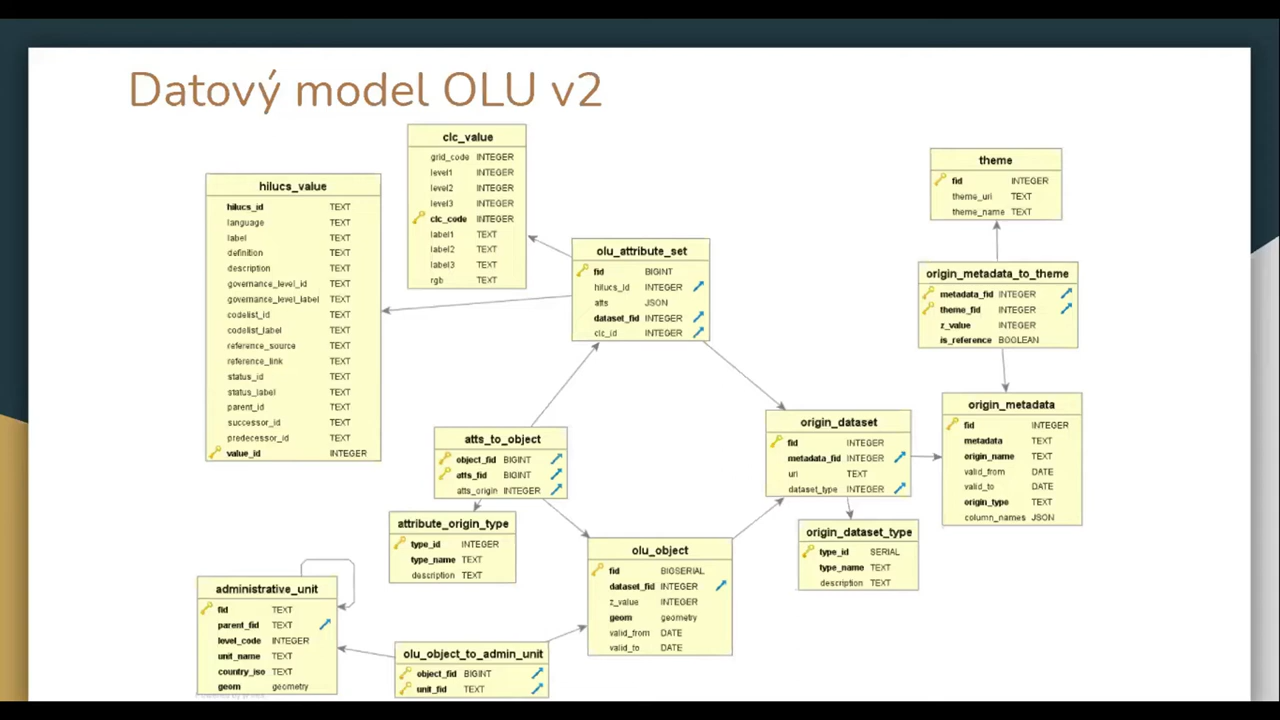 Datový model OLU v2
clc_value
grid_code INTEGER
level1 INTEGER
level2 INTEGER
level3 INTEGER
clc_code INTEGER
label1 TEXT
label2 TEXT
label3 TEXT
rgb TEXT
hilucs_value
hilucs_id TEXT
language TEXT
label TEXT
definition TEXT
description TEXT
governance_level_id TEXT
governance_level_label TEXT
codelist_id TEXT
codelist_label TEXT
reference_source TEXT
reference_link TEXT
status_id TEXT
status_label TEXT
parent_id TEXT
successor_id TEXT
predecessor_id TEXT
value_id INTEGER
olu_attribute_set
fid BIGINT
hilucs_id INTEGER
atts JSON
dataset_fid INTEGER
clc_id INTEGER
theme
fid INTEGER
theme_uri TEXT
theme_name TEXT
origin_metadata_to_theme
metadata_fid INTEGER
theme_fid INTEGER
z_value INTEGER
is_reference BOOLEAN
origin_metadata
fid INTEGER
metadata TEXT
origin_name TEXT
valid_from DATE
valid_to DATE
origin_type TEXT
column_names JSON
origin_dataset
fid INTEGER
metadata_fid INTEGER
uri TEXT
dataset_type INTEGER
origin_dataset_type
type_id SERIAL
type_name TEXT
description TEXT
atts_to_object
object_fid BIGINT
atts_fid BIGINT
atts_origin INTEGER
attribute_origin_type
type_id INTEGER
type_name TEXT
description TEXT
olu_object
fid BIGSERIAL
dataset_fid INTEGER
z_value INTEGER
geom geometry
valid_from DATE
valid_to DATE
administrative_unit
fid TEXT
parent_fid TEXT
level_code INTEGER
unit_name TEXT
country_iso TEXT
geom geometry
olu_object_to_admin_unit
object_fid BIGINT
unit_fid TEXT